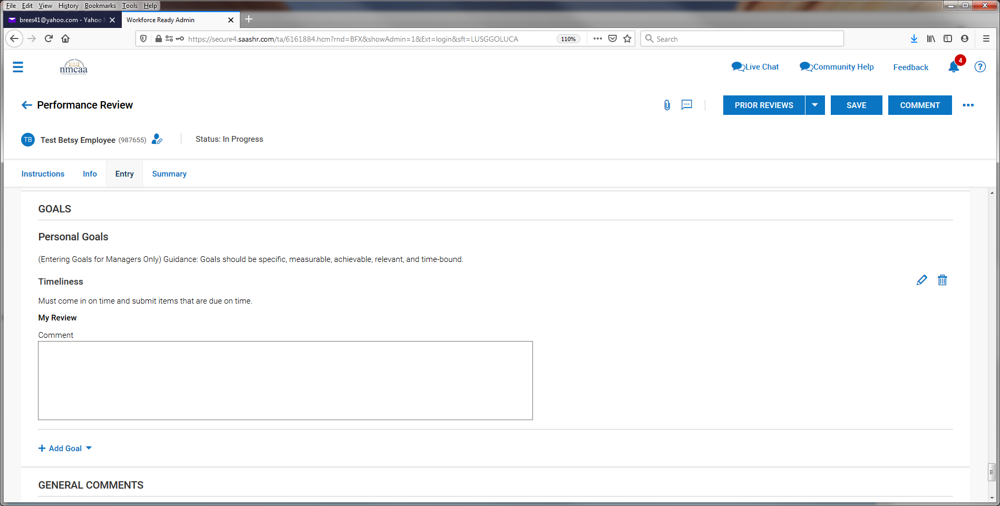 File Edit View History Bookmarks Tools Help
brees41@yahoo.com - Yahoo
Workforce Ready Admin
https://secure4.saashr.com/ta/6161884.hcm?rnd=BFX&showAdmin=1&Ext=login&sft=LUSGGOLUCA
110%
Search
nmcaa
Live Chat
Community Help
Feedback
4
Performance Review
PRIOR REVIEWS
SAVE
COMMENT
TB
Test Betsy Employee (987655)
Status: In Progress
Instructions
Info
Entry
Summary
GOALS
Personal Goals
(Entering Goals for Managers Only) Guidance: Goals should be specific, measurable, achievable, relevant, and time-bound.
Timeliness
Must come in on time and submit items that are due on time.
My Review
Comment
+ Add Goal
GENERAL COMMENTS